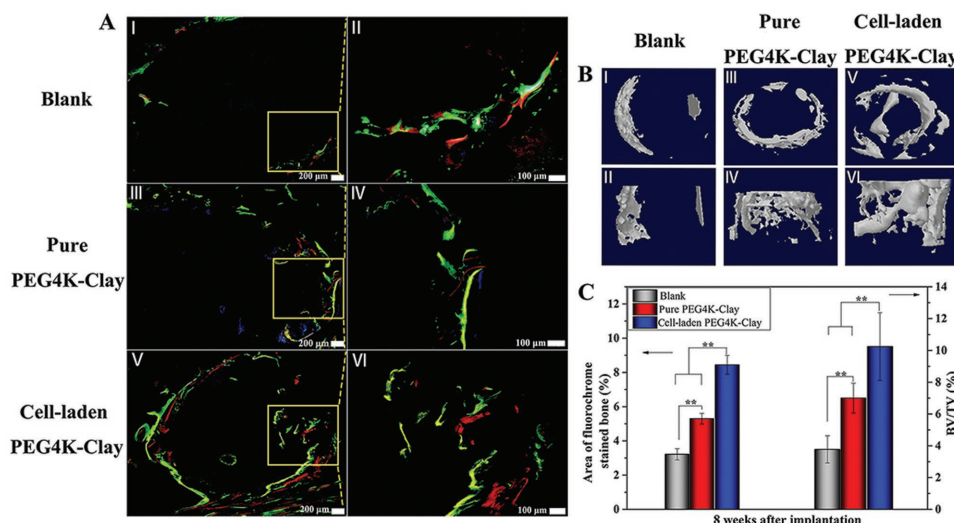 A
Blank
I
200 µm
II
100 µm
Pure
PEG4K-Clay
III
200 µm
IV
100 µm
Cell-laden
PEG4K-Clay
V
200 µm
VI
100 µm
B
Blank
Pure
PEG4K-Clay
Cell-laden
PEG4K-Clay
I
III
V
II
IV
VI
C
Blank
Pure PEG4K-Clay
Cell-laden PEG4K-Clay
Area of fluorochrome
stained bone (%)
12
10
8
6
4
2
0
**
**
**
**
14
12
10
8
6
4
2
0
BV/TV (%)
8 weeks after implantation